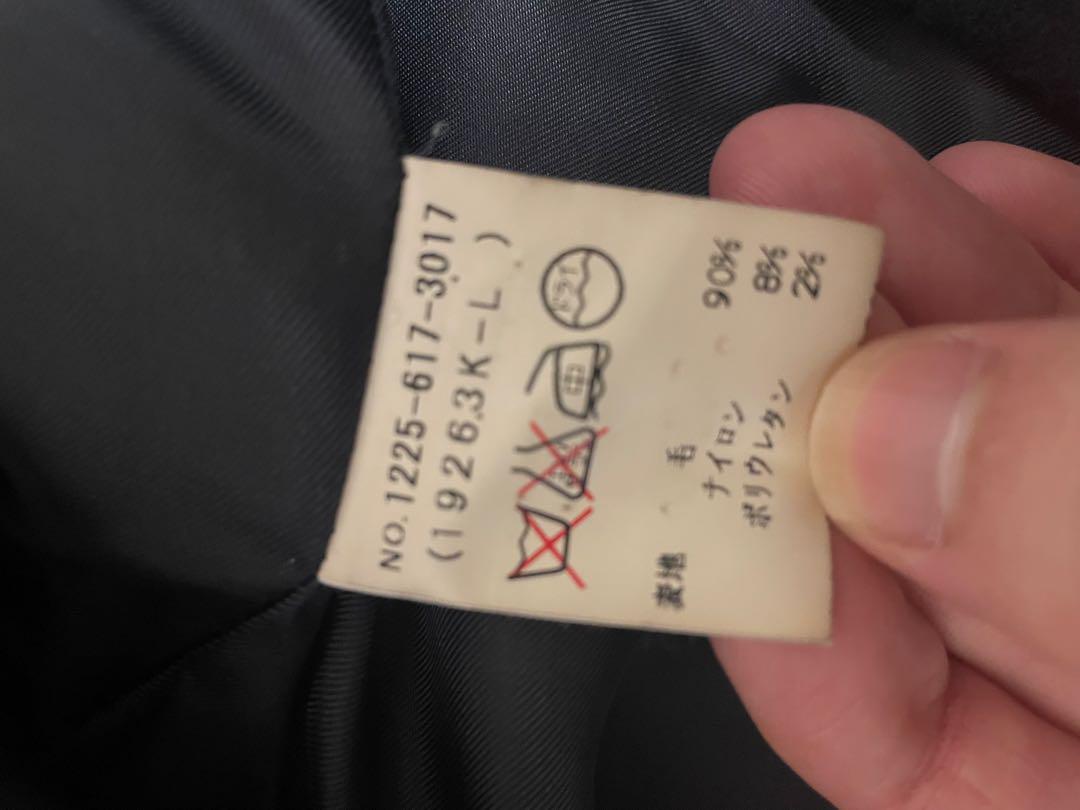 NO.1225-617-3017
(19263K-L )
ドライ
中
表地 毛 90%
ナイロン 8%
ポリウレタン 2%